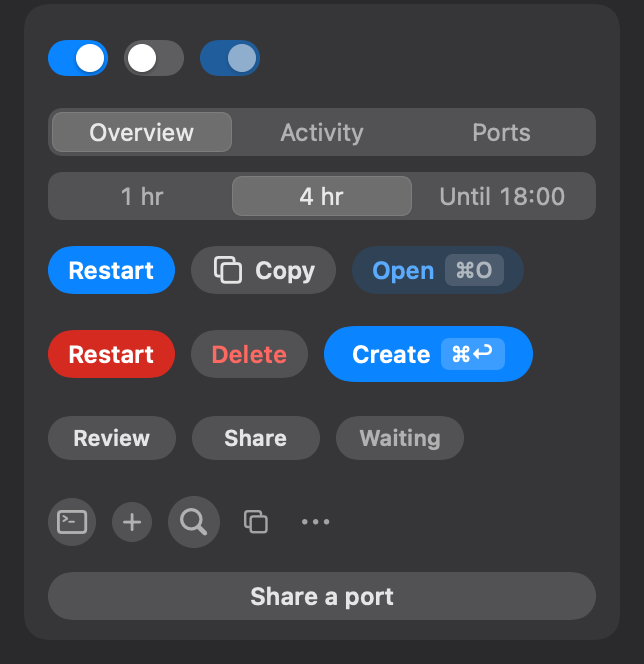 Overview Activity Ports
1 hr 4 hr Until 18:00
Restart Copy Open ⌘O
Restart Delete Create ⌘↩
Review Share Waiting
Share a port